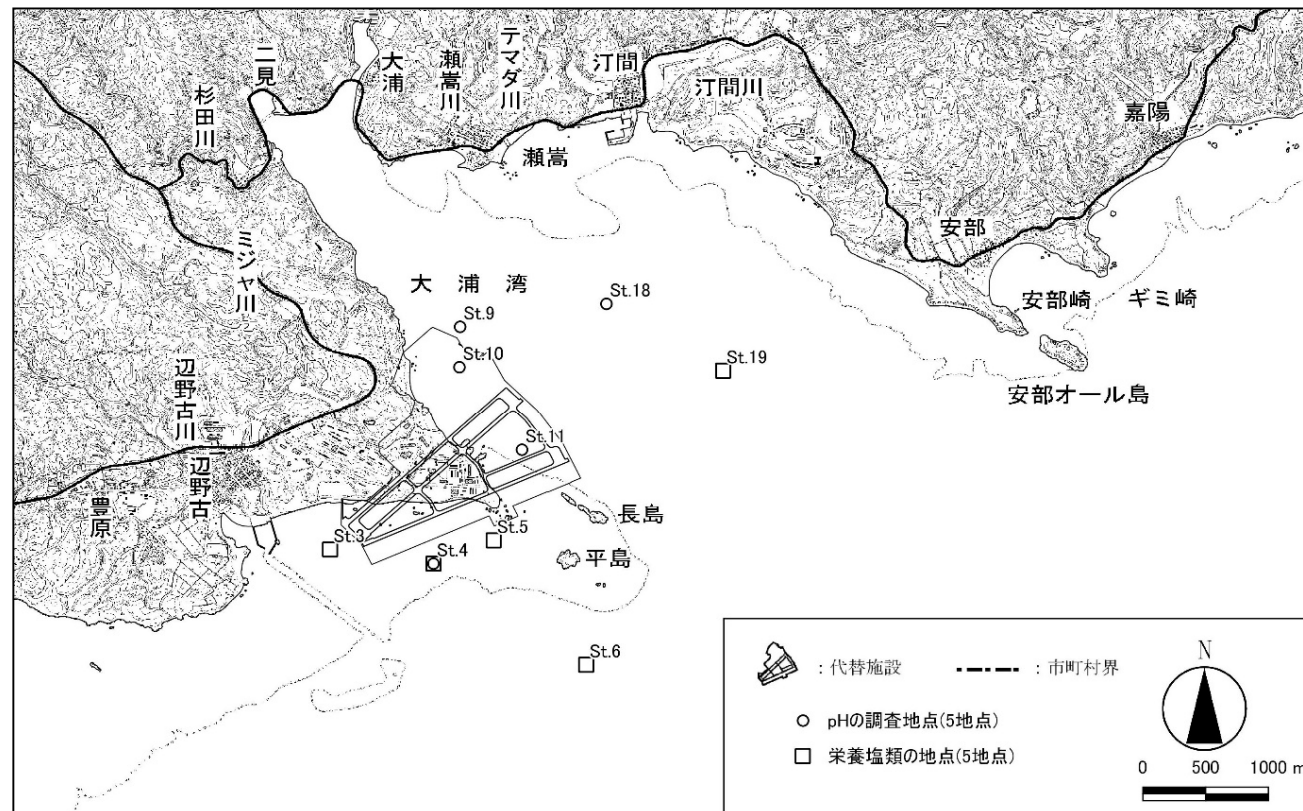 二見
大浦
瀬嵩川
テマダ川
汀間
汀間川
嘉陽
杉田川
瀬嵩
安部
ミジャ川
大浦湾
St.18
St.9
安部崎
ギミ崎
St.10
St.19
安部オール島
辺野古川
St.11
辺野古
豊原
長島
St.3
St.5
St.4
平島
St.6
：代替施設
：市町村界
N
pHの調査地点(5地点)
栄養塩類の地点(5地点)
0 500 1000 m